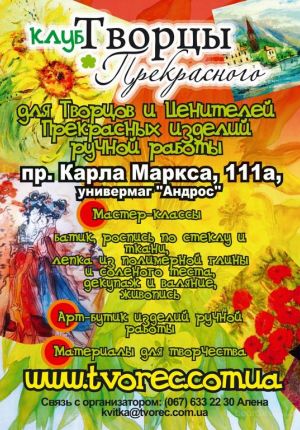 клуб Творцы
Прекрасного
для Творцов и Ценителей
Прекрасных изделий
ручной работы
пр. Карла Маркса, 111а,
универмаг "Андрос"
Мастер-классы
батик, роспись по стеклу и
ткани,
лепка из полимерной глины
и соленого теста,
декупаж и валяние,
живопись
Арт-бутик изделий ручной
работы
Материалы для творчества
www.tvorec.com.ua
Связь с организатором: (067) 633 22 30 Алена
kvitka@tvorec.com.ua